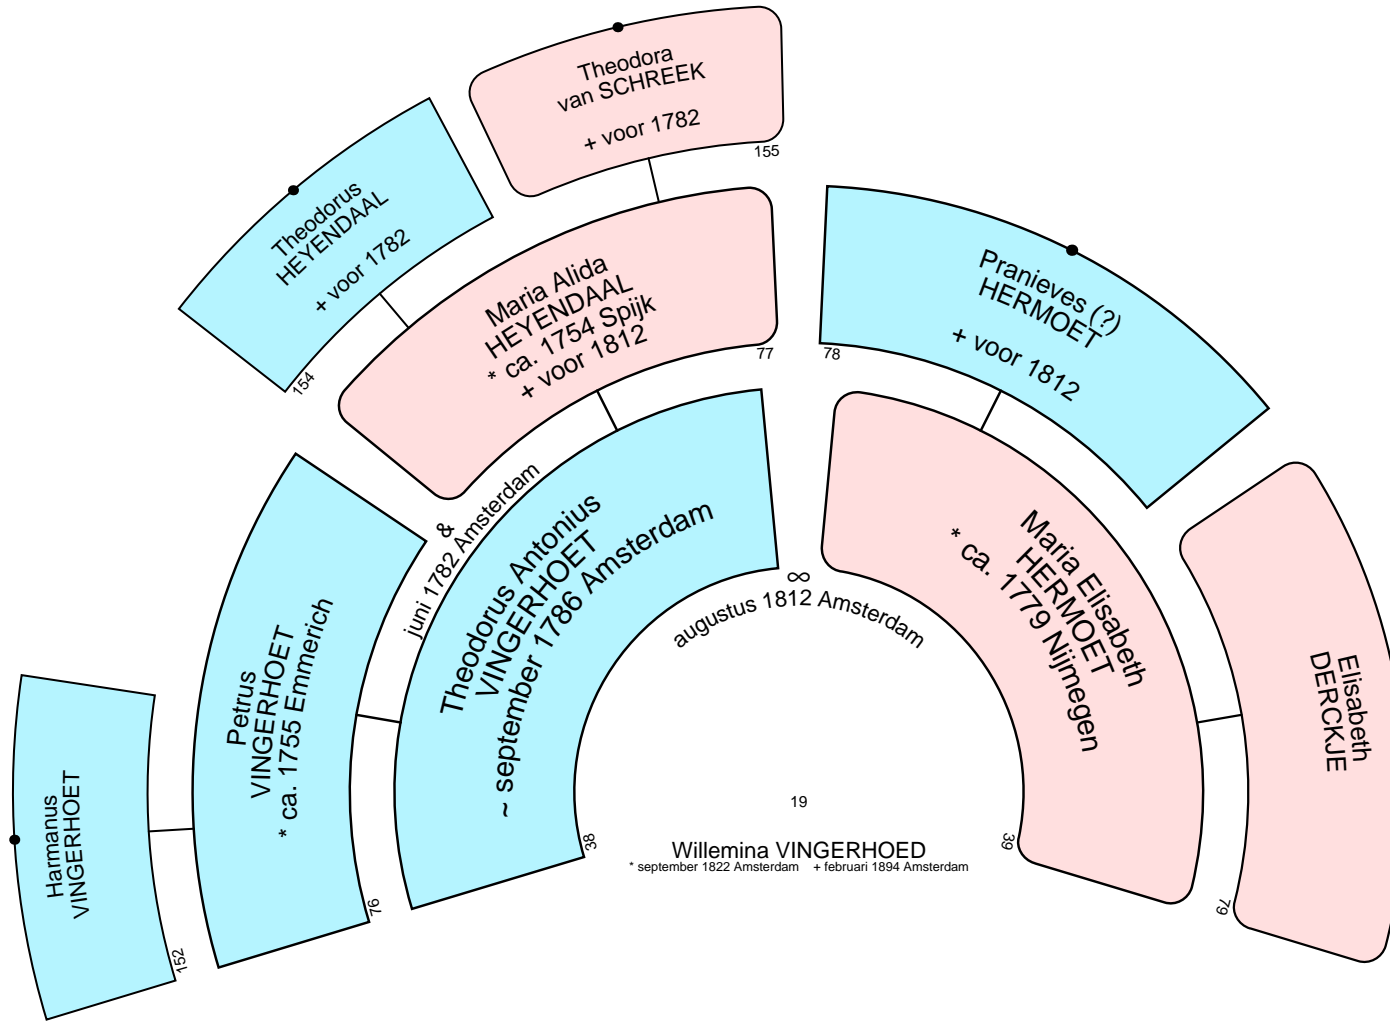 Theodora
van SCHREEK
+ voor 1782
155
Theodorus
HEYENDAAL
+ voor 1782
154
Maria Alida
HEYENDAAL
* ca. 1754 Spijk
+ voor 1812
77
Pranieves (?)
HERMOET
+ voor 1812
78
&
juni 1782 Amsterdam
Theodorus Antonius
VINGERHOET
~ september 1786 Amsterdam
38
∞
augustus 1812 Amsterdam
Maria Elisabeth
HERMOET
* ca. 1779 Nijmegen
39
Petrus
VINGERHOET
* ca. 1755 Emmerich
76
Elisabeth
DERCKJE
79
Harmanus
VINGERHOET
152
19
Willemina VINGERHOED
* september 1822 Amsterdam + februari 1894 Amsterdam